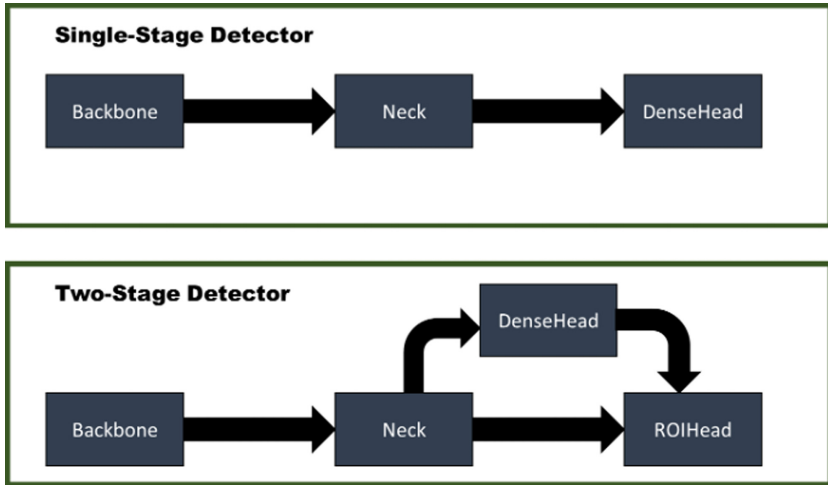 Single-Stage Detector
Backbone
Neck
DenseHead
Two-Stage Detector
DenseHead
Backbone
Neck
ROIHead